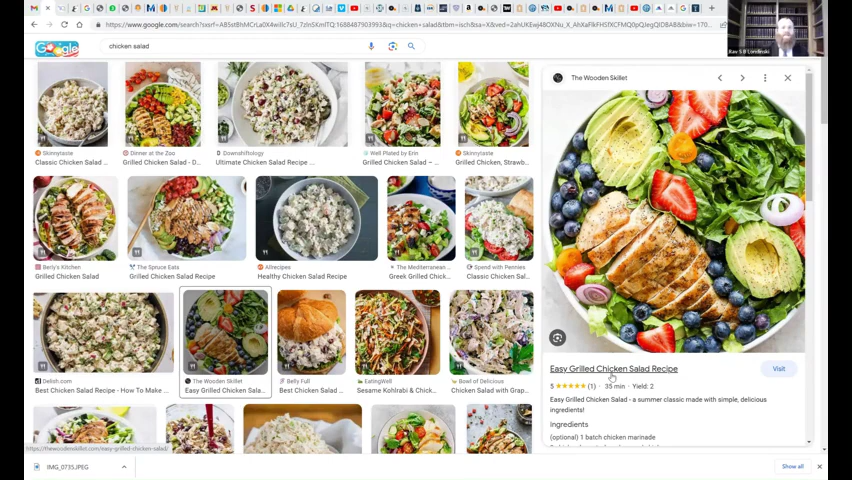 chicken salad
Rav S B Londinski
Skinnytaste
Classic Chicken Salad ...
Dinner at the Zoo
Grilled Chicken Salad - D...
Downshiftology
Ultimate Chicken Salad Recipe ...
Well Plated by Erin
Grilled Chicken Salad – ...
Skinnytaste
Grilled Chicken, Strawb...
Berly's Kitchen
Grilled Chicken Salad
The Spruce Eats
Grilled Chicken Salad Recipe
Allrecipes
Healthy Chicken Salad Recipe
The Mediterranean ...
Greek Grilled Chick...
Spend with Pennies
Classic Chicken Sal...
Delish.com
Best Chicken Salad Recipe - How To Make ...
The Wooden Skillet
Easy Grilled Chicken Sala...
Belly Full
Best Chicken Salad ...
EatingWell
Sesame Kohlrabi & Chick...
Bowl of Delicious
Chicken Salad with Grap...
The Wooden Skillet
Easy Grilled Chicken Salad Recipe
Visit
5 ★★★★★ (1) · 35 min · Yield: 2
Easy Grilled Chicken Salad - a summer classic made with simple, delicious
ingredients!
Ingredients
(optional) 1 batch chicken marinade
https://thewoodenskillet.com/easy-grilled-chicken-salad/
IMG_0735.JPEG
Show all